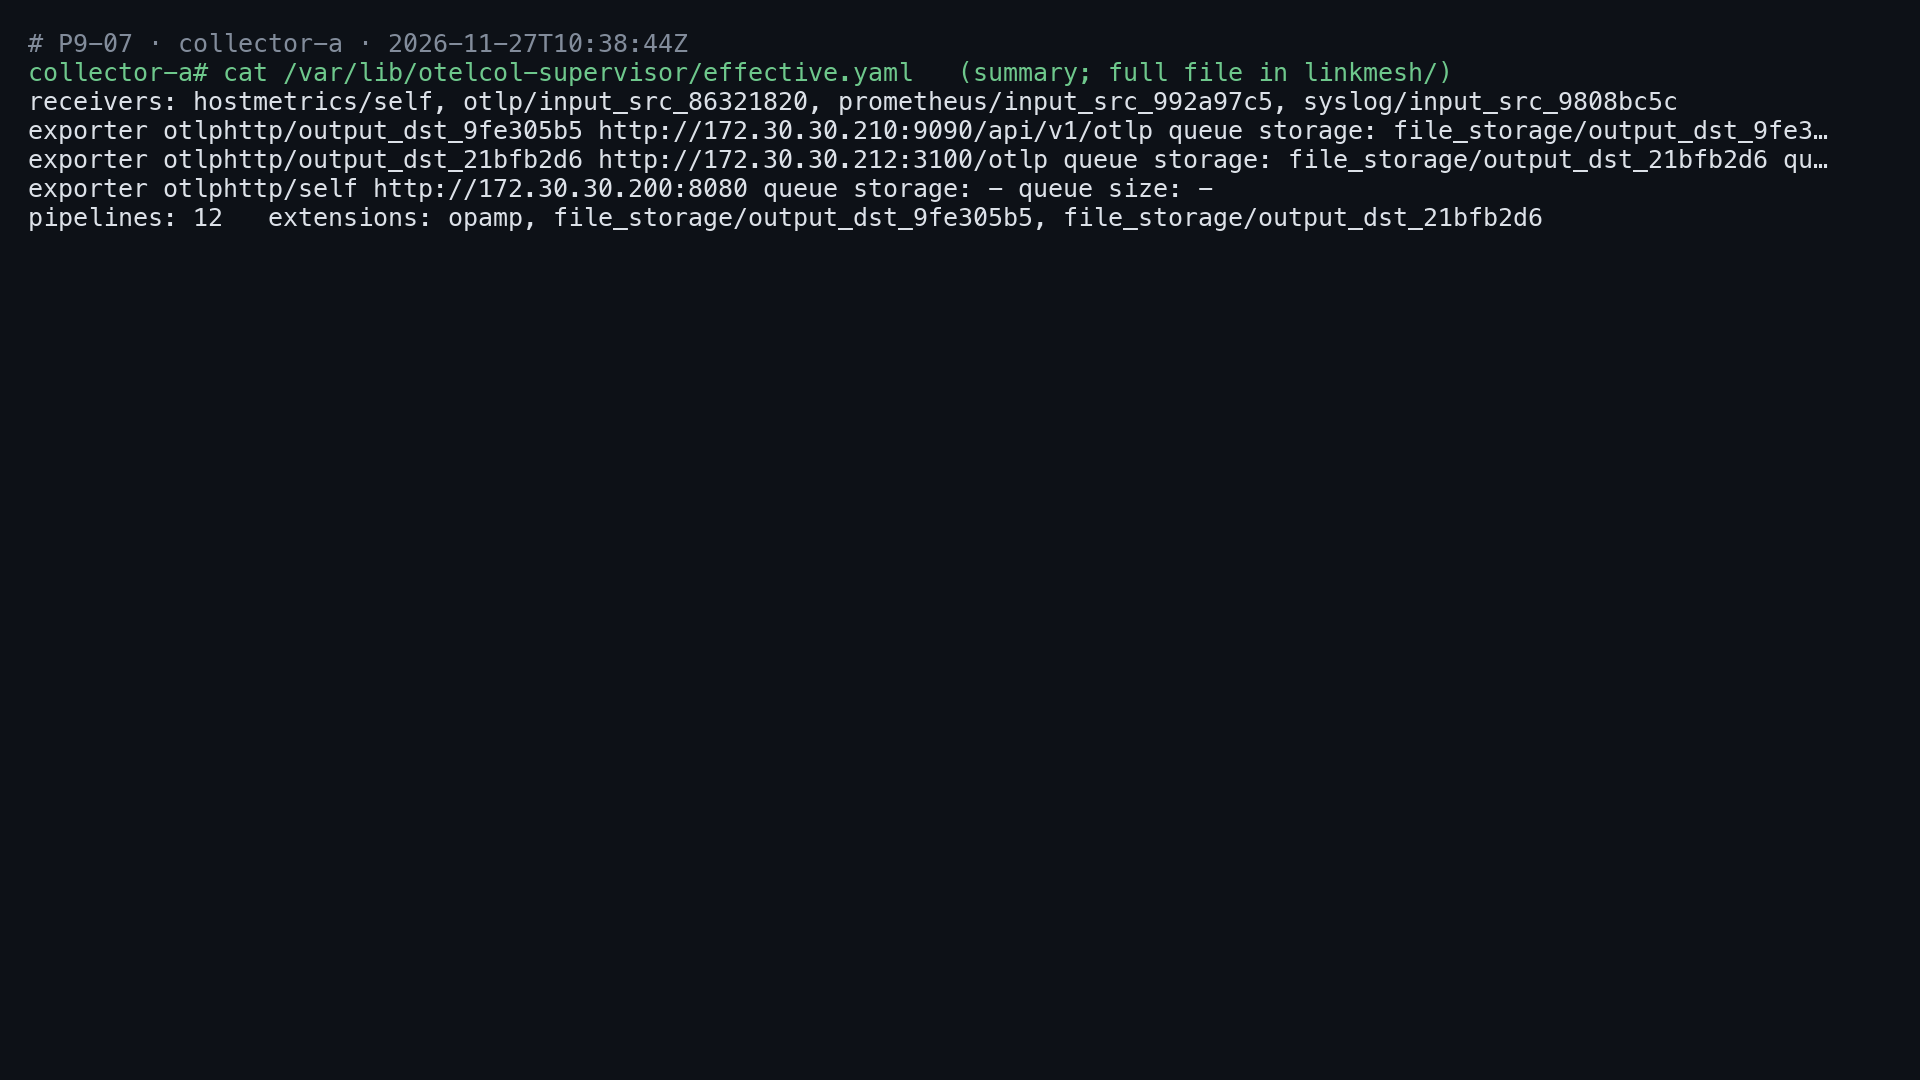 # P9−07 · collector−a · 2026−11−27T10:38:44Z
collector−a# cat /var/lib/otelcol−supervisor/effective.yaml   (summary; full file in linkmesh/)
receivers: hostmetrics/self, otlp/input_src_86321820, prometheus/input_src_992a97c5, syslog/input_src_9808bc5c
exporter otlphttp/output_dst_9fe305b5 http://172.30.30.210:9090/api/v1/otlp queue storage: file_storage/output_dst_9fe3…
exporter otlphttp/output_dst_21bfb2d6 http://172.30.30.212:3100/otlp queue storage: file_storage/output_dst_21bfb2d6 qu…
exporter otlphttp/self http://172.30.30.200:8080 queue storage: − queue size: −
pipelines: 12   extensions: opamp, file_storage/output_dst_9fe305b5, file_storage/output_dst_21bfb2d6